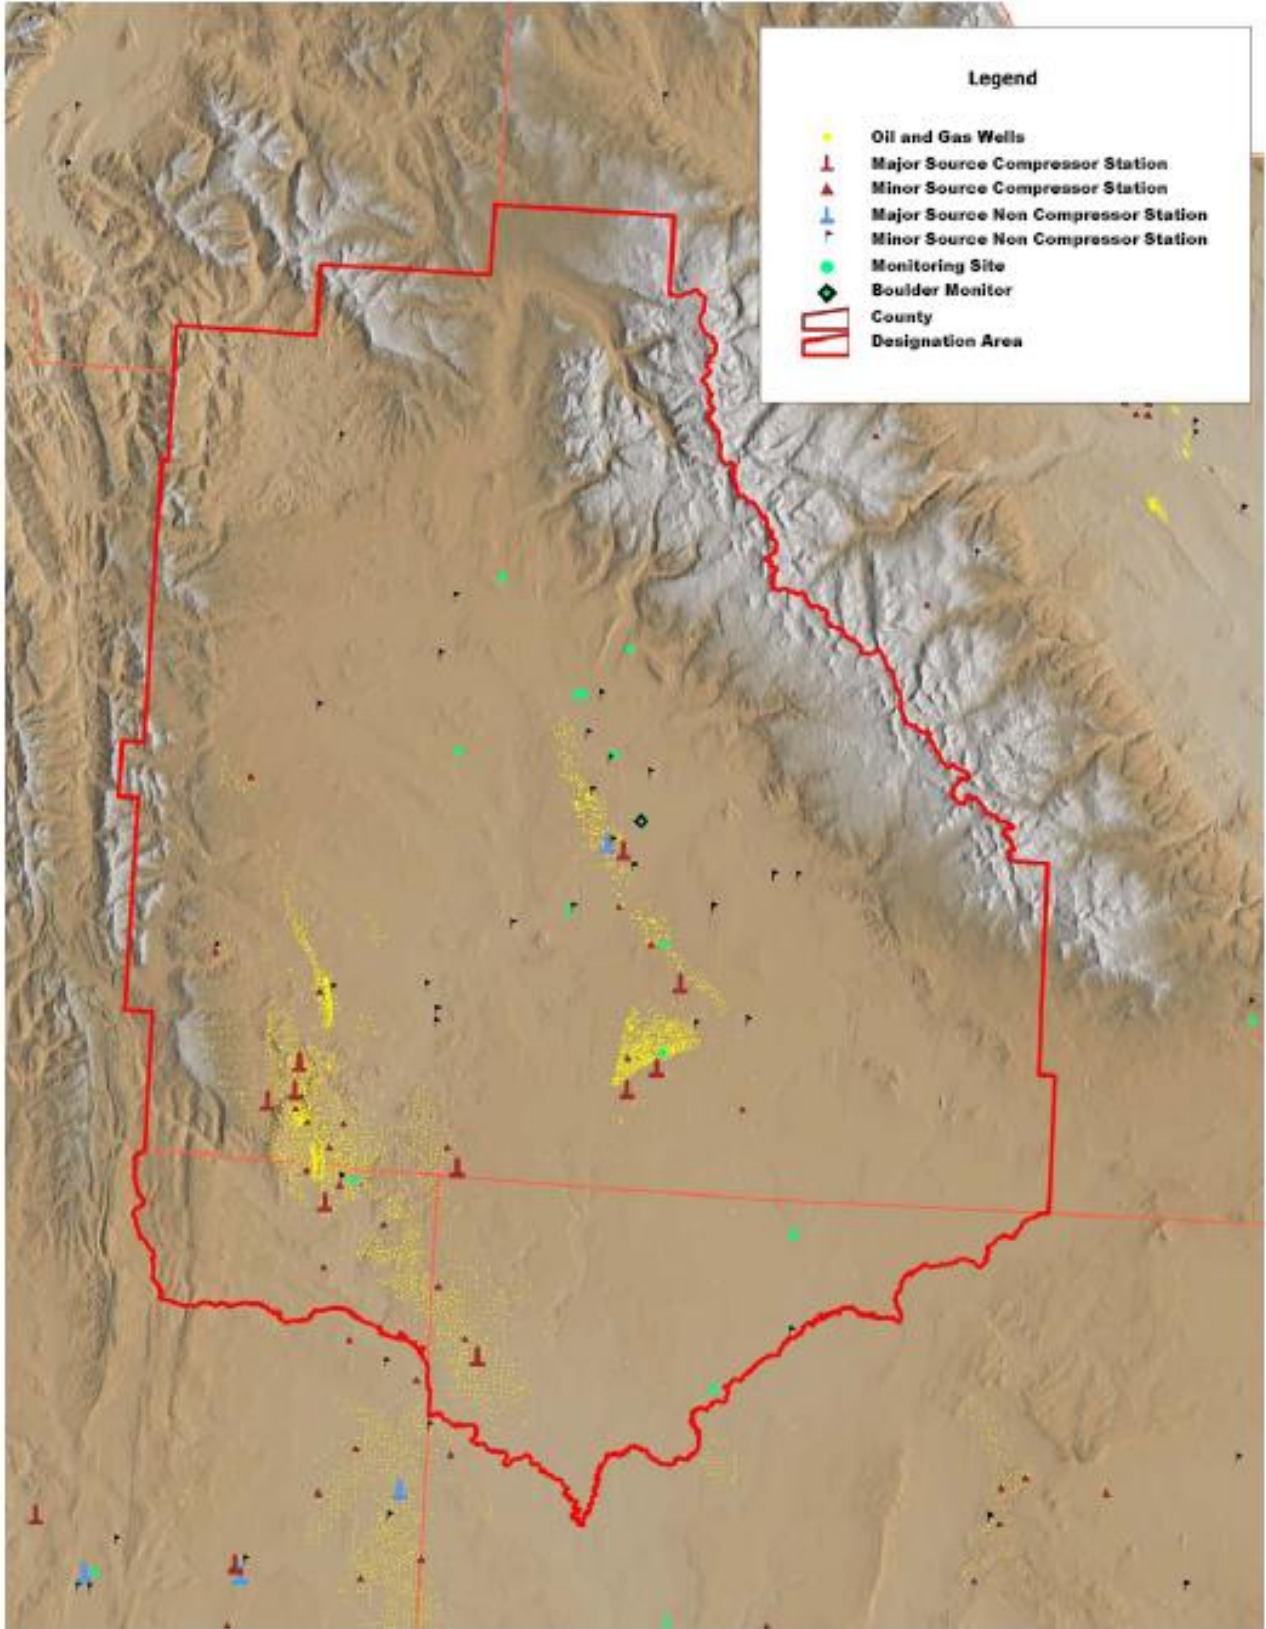 Legend
Oil and Gas Wells
Major Source Compressor Station
Minor Source Compressor Station
Major Source Non Compressor Station
Minor Source Non Compressor Station
Monitoring Site
Boulder Monitor
County
Designation Area